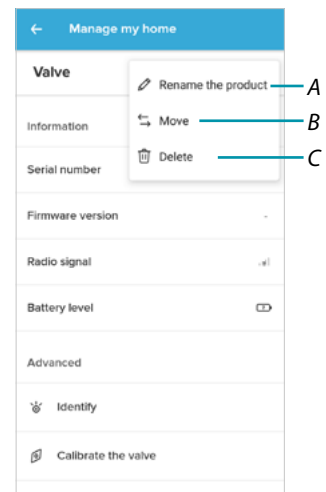 Manage my home
Valve
Rename the product A
Move B
Delete C
Information
Serial number
Firmware version -
Radio signal
Battery level
Advanced
Identify
Calibrate the valve